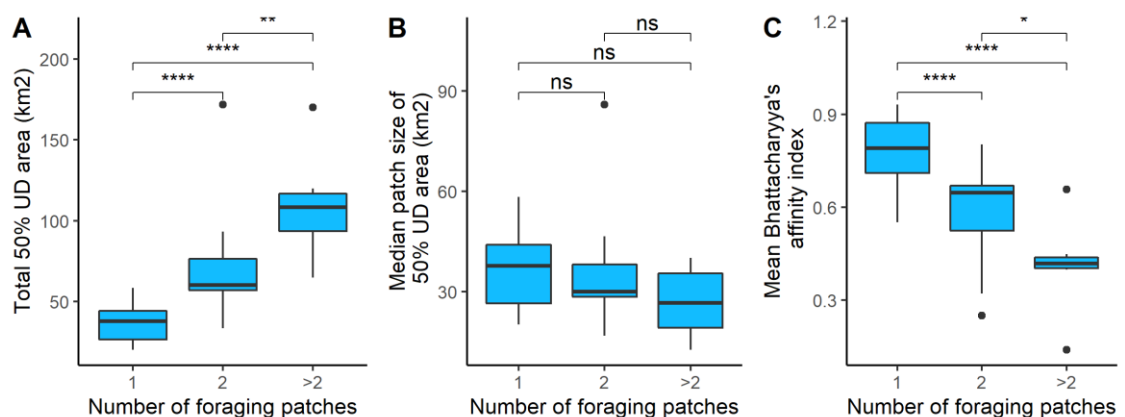 A
Total 50% UD area (km2)
200
150
100
50
****
****
**
1
2
>2
Number of foraging patches
B
Median patch size of
50% UD area (km2)
90
60
30
ns
ns
ns
1
2
>2
Number of foraging patches
C
Mean Bhattacharyya's
affinity index
1.2
0.9
0.6
0.3
*
****
****
1
2
>2
Number of foraging patches